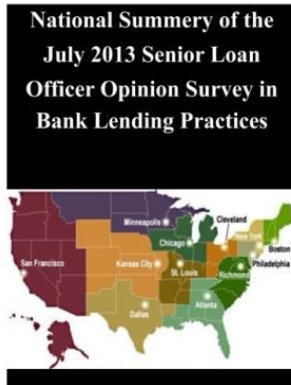 National Summery of the
July 2013 Senior Loan
Officer Opinion Survey in
Bank Lending Practices
Cleveland
Minneapolis
New York
Chicago
Boston
San Francisco
Kansas City
St. Louis
Philadelphia
Richmond
Dallas
Atlanta